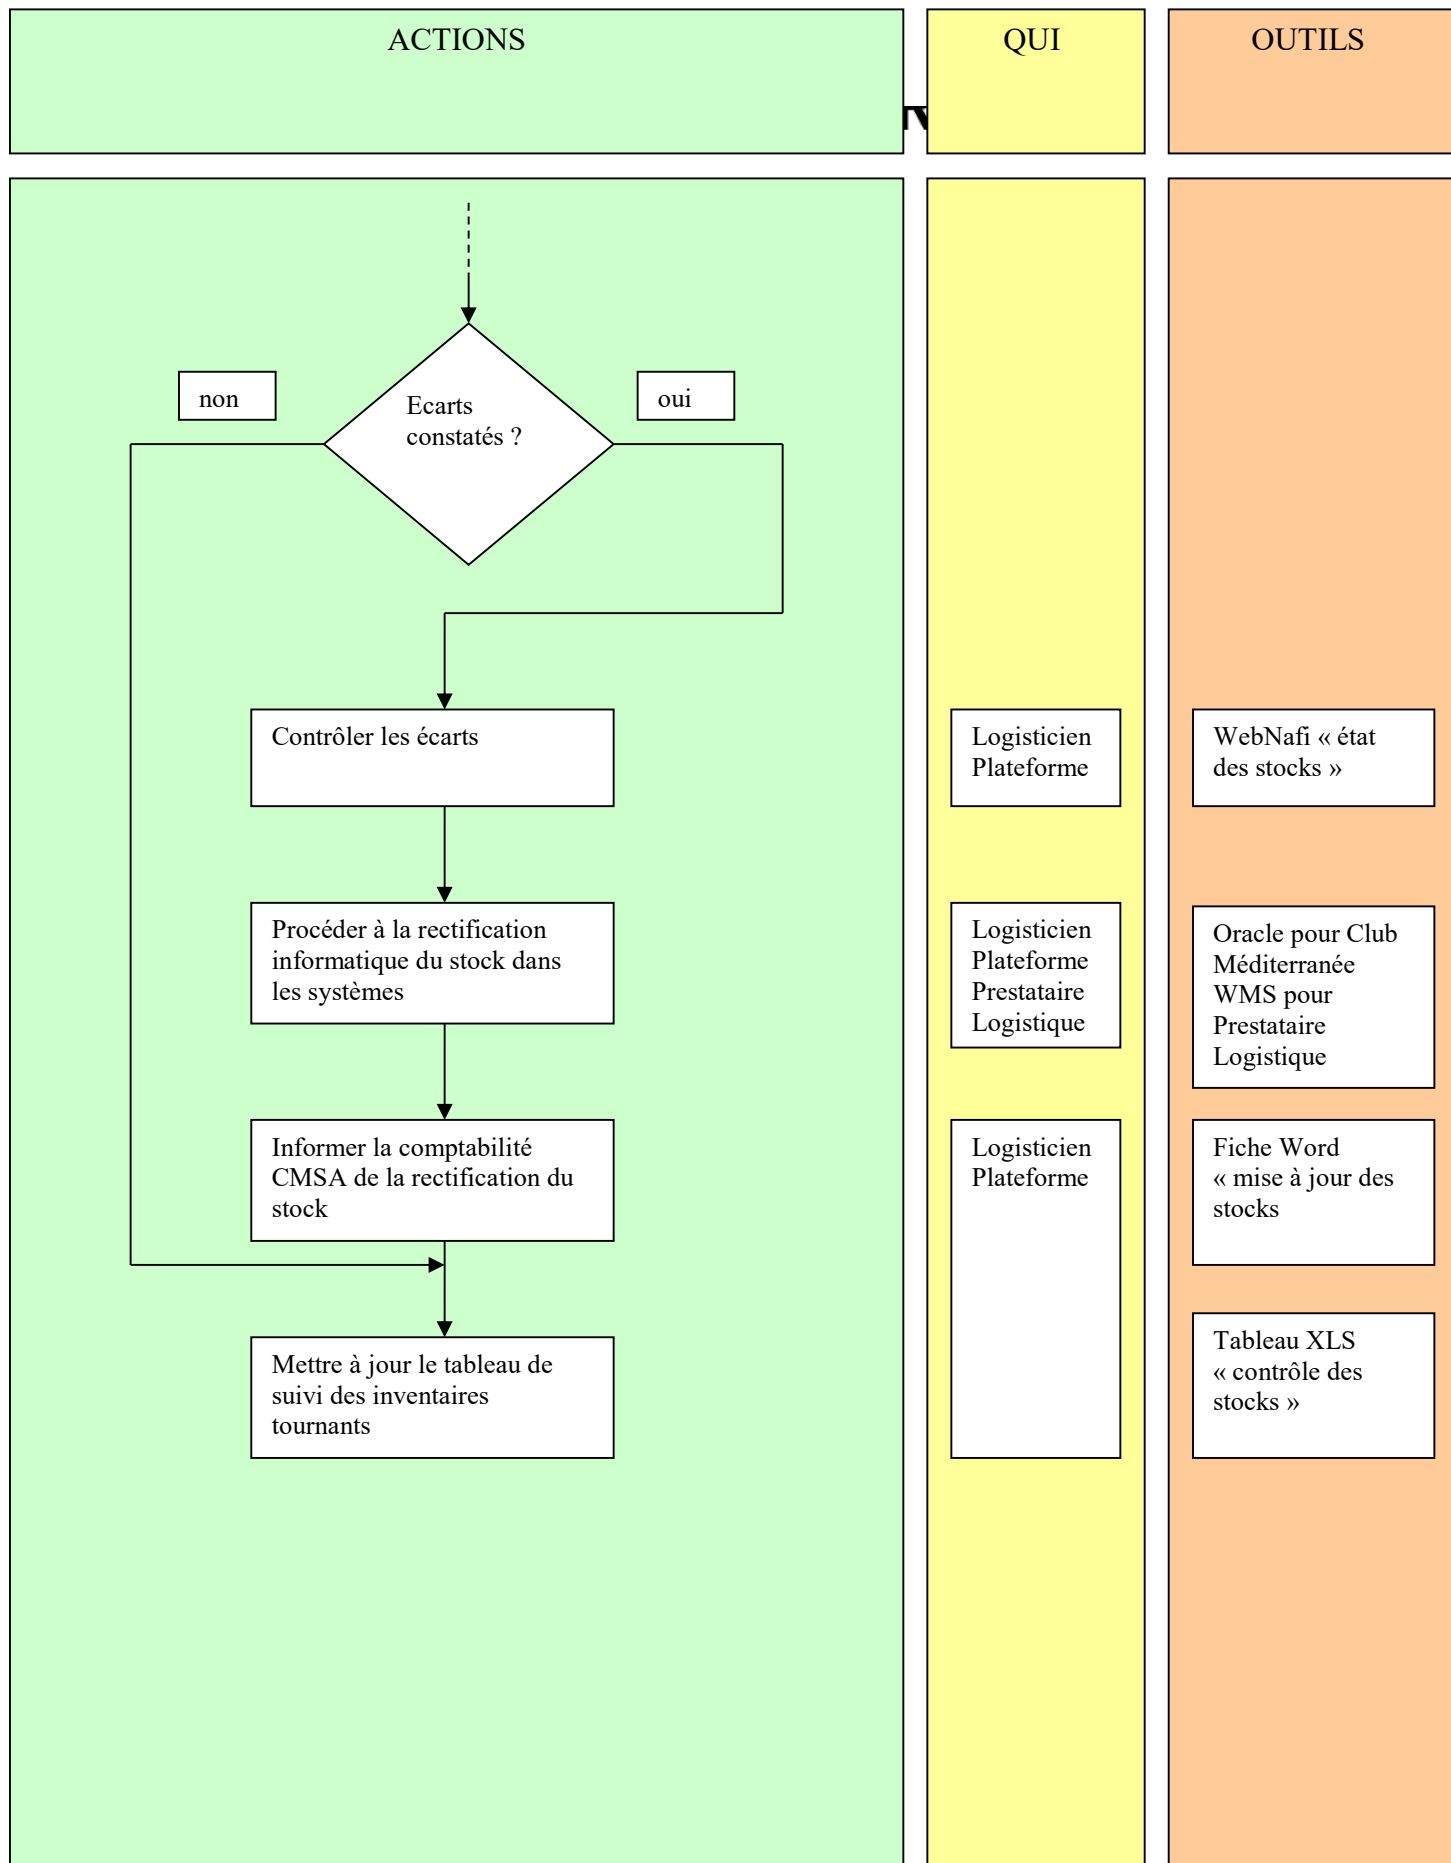 ACTIONS
QUI
OUTILS
non
Ecarts
constatés ?
oui
Contrôler les écarts
Logisticien
Plateforme
WebNafi « état
des stocks »
Procéder à la rectification
informatique du stock dans
les systèmes
Logisticien
Plateforme
Prestataire
Logistique
Oracle pour Club
Méditerranée
WMS pour
Prestataire
Logistique
Informer la comptabilité
CMSA de la rectification du
stock
Logisticien
Plateforme
Fiche Word
« mise à jour des
stocks
Mettre à jour le tableau de
suivi des inventaires
tournants
Tableau XLS
« contrôle des
stocks »